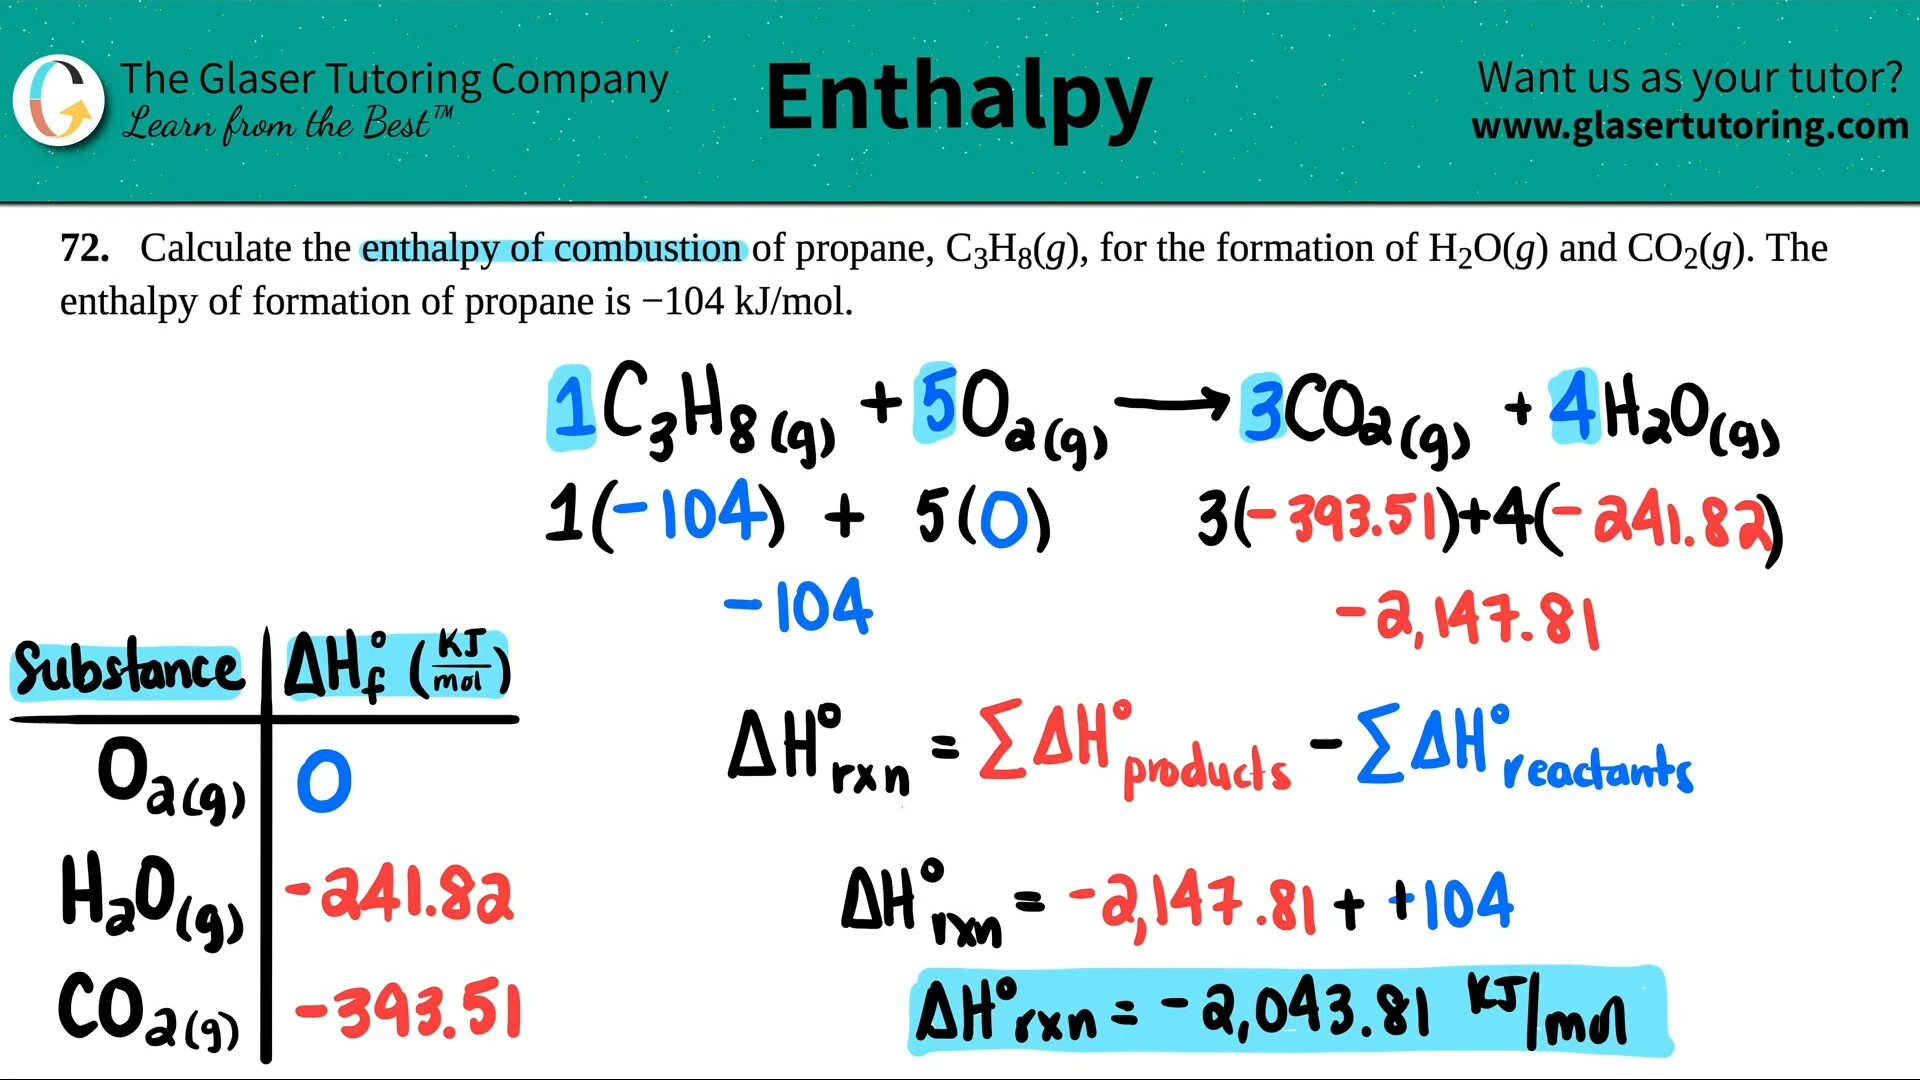 The Glaser Tutoring Company
Learn from the Best™
Enthalpy
Want us as your tutor?
www.glasertutoring.com
72. Calculate the enthalpy of combustion of propane, C₃H₈(g), for the formation of H₂O(g) and CO₂(g). The
enthalpy of formation of propane is −104 kJ/mol.
1C₃H₈(g) + 5O₂(g) → 3CO₂(g) + 4H₂O(g)
1(-104) + 5(0) 3(-393.51)+4(-241.82)
-104 -2,147.81
Substance ΔH°f (KJ/mol)
O₂(g) 0
H₂O(g) -241.82
CO₂(g) -393.51
ΔH°rxn = ΣΔH°products - ΣΔH°reactants
ΔH°rxn = -2,147.81 + +104
ΔH°rxn = -2,043.81 KJ/mol